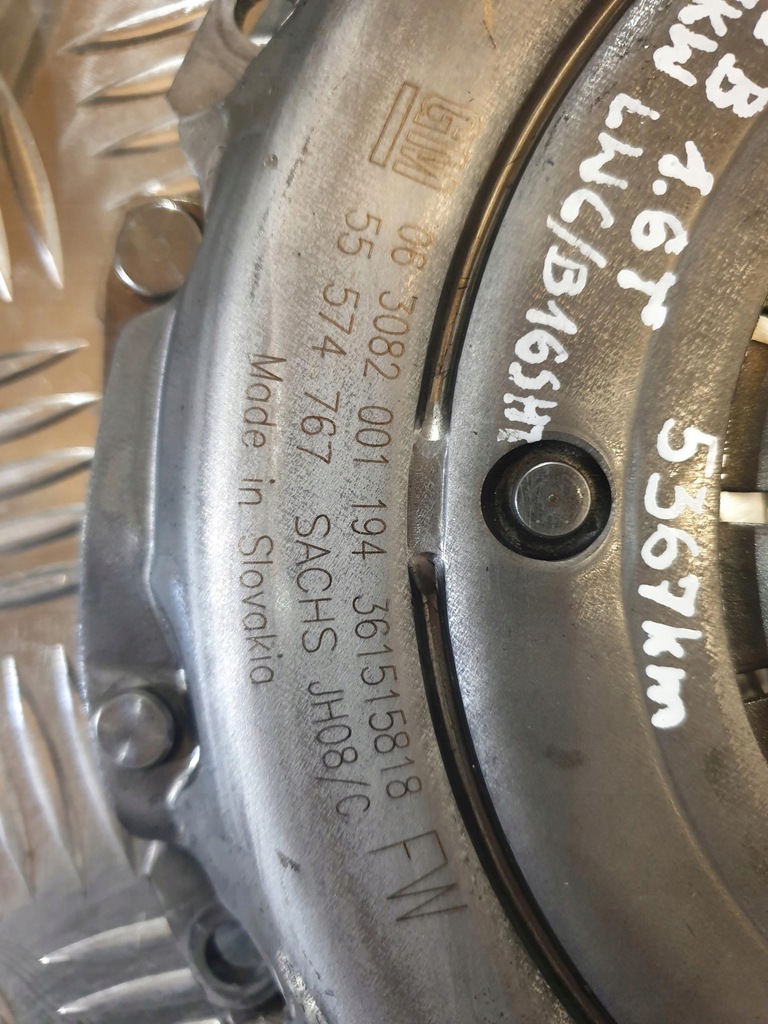 GM 06 3082 001 194 361515818 FW
55 574 767 SACHS JH08/C
Made in Slovakia
B 1.6T 5367km
KW LWC/B16SHT